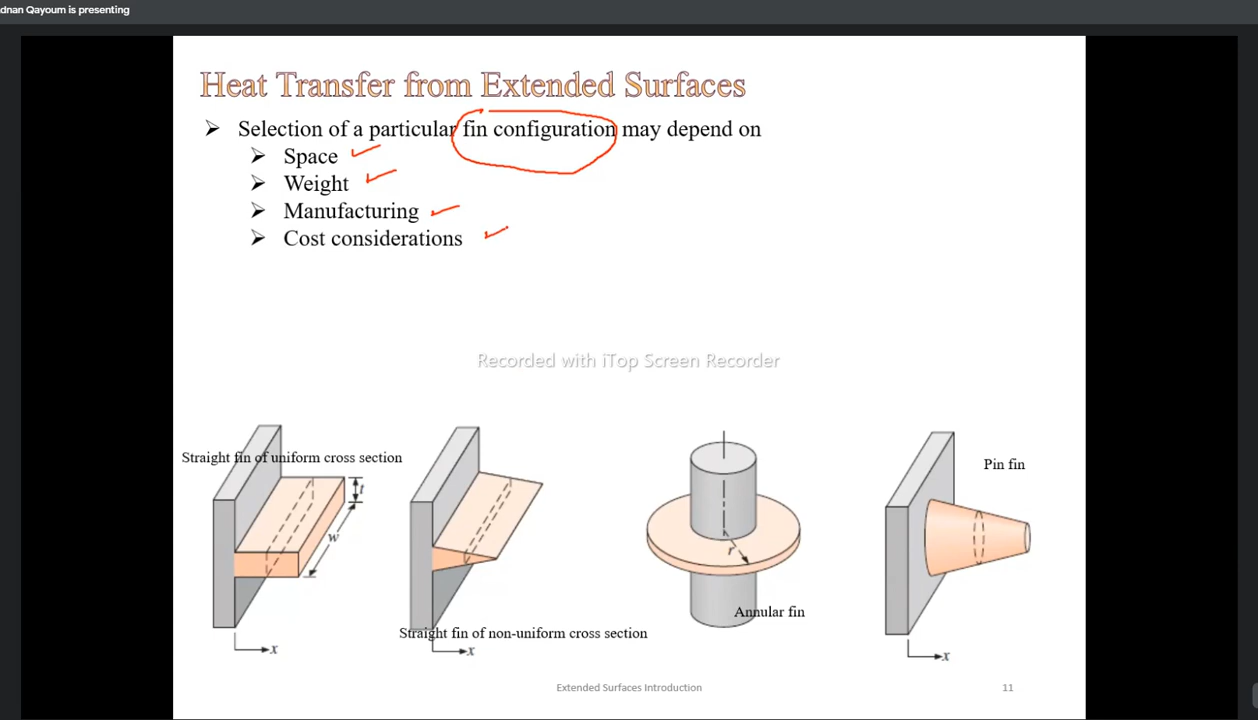 dnan Qayoum is presenting
Heat Transfer from Extended Surfaces
Selection of a particular fin configuration may depend on
Space
Weight
Manufacturing
Cost considerations
Recorded with iTop Screen Recorder
Straight fin of uniform cross section
t
w
x
Straight fin of non-uniform cross section
x
r
Annular fin
Pin fin
x
Extended Surfaces Introduction
11